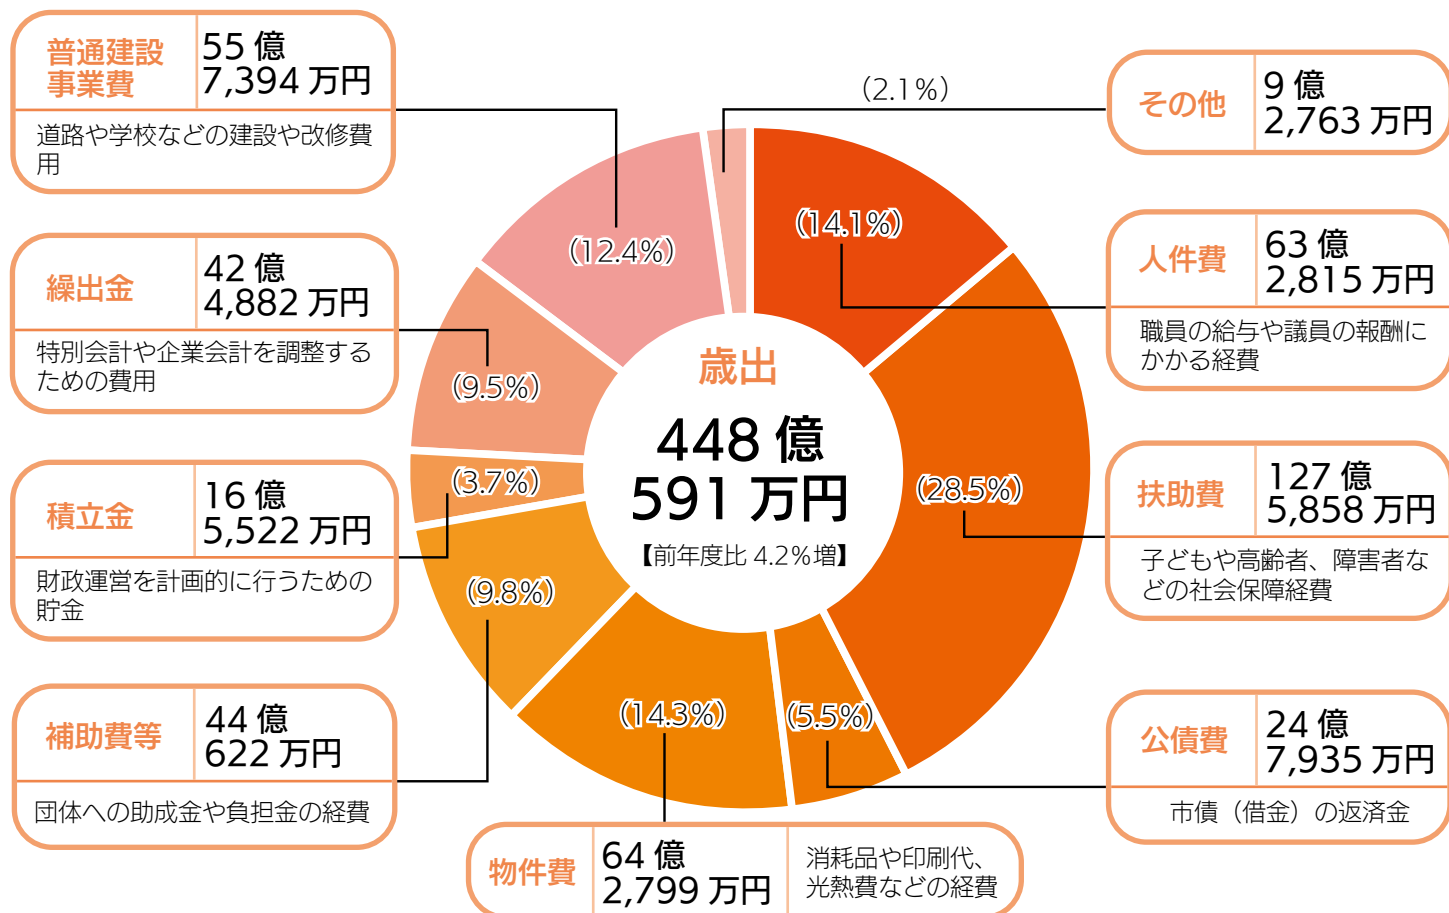 普通建設
事業費
55 億
7,394 万円
道路や学校などの建設や改修費
用
繰出金
42 億
4,882 万円
特別会計や企業会計を調整する
ための費用
積立金
16 億
5,522 万円
財政運営を計画的に行うための
貯金
補助費等
44 億
622 万円
団体への助成金や負担金の経費
(2.1%)
(14.1%)
(12.4%)
(9.5%)
(28.5%)
(3.7%)
(9.8%)
(14.3%)
(5.5%)
歳出
448 億
591 万円
【前年度比 4.2%増】
その他
9 億
2,763 万円
人件費
63 億
2,815 万円
職員の給与や議員の報酬に
かかる経費
扶助費
127 億
5,858 万円
子どもや高齢者、障害者な
どの社会保障経費
公債費
24 億
7,935 万円
市債（借金）の返済金
物件費
64 億
2,799 万円
消耗品や印刷代、
光熱費などの経費